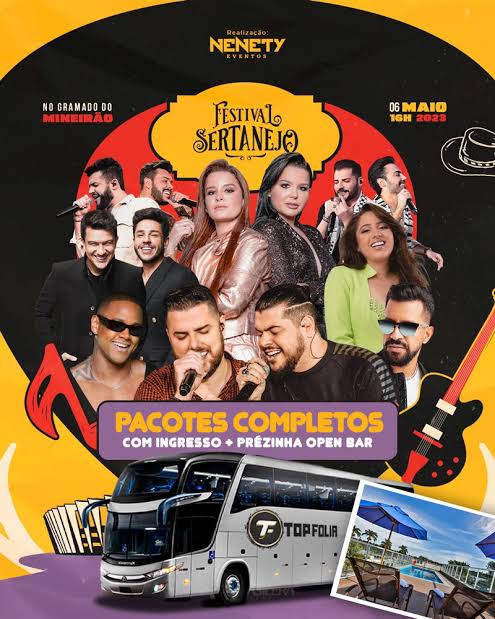 Realização:
NENETY
EVENTOS
NO GRAMADO DO
MINEIRÃO
FESTIVAL
SERTANEJO
06 MAIO
16H 2023
PACOTES COMPLETOS
COM INGRESSO + PRÉZINHA OPEN BAR
TF TOPFOLIA